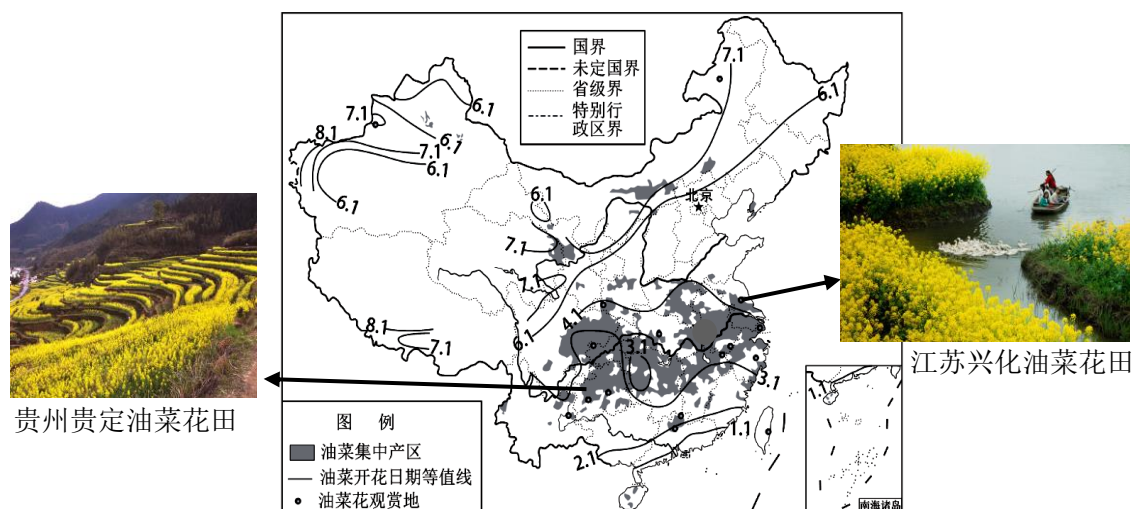 国界
未定国界
省级界
特别行
政区界
7.1
6.1
6.1
7.1
8.1
6.1
7.1
6.1
6.1
北京
6.1
7.1
7.1
4.1
8.1
7.1
3.1
3.1
2.1
1.1
江苏兴化油菜花田
贵州贵定油菜花田
图 例
油菜集中产区
油菜开花日期等值线
油菜花观赏地
南海诸岛